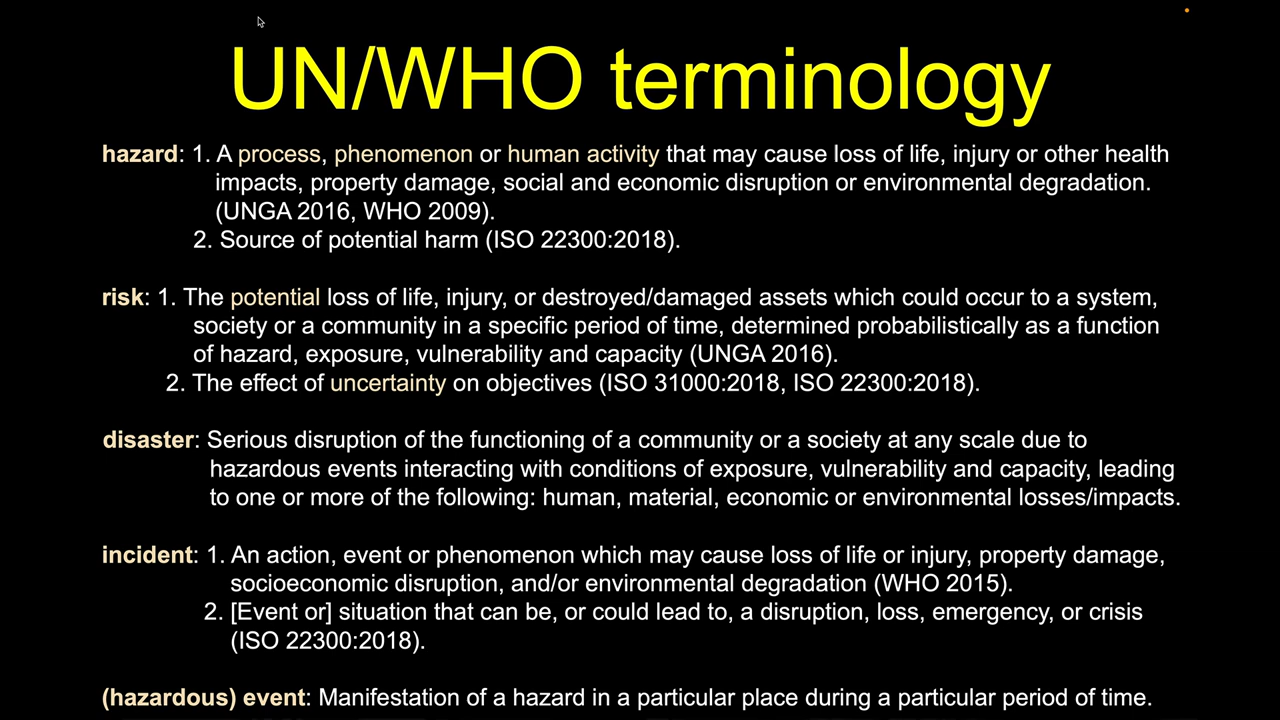 UN/WHO terminology
hazard: 1. A process, phenomenon or human activity that may cause loss of life, injury or other health
impacts, property damage, social and economic disruption or environmental degradation.
(UNGA 2016, WHO 2009).
2. Source of potential harm (ISO 22300:2018).
risk: 1. The potential loss of life, injury, or destroyed/damaged assets which could occur to a system,
society or a community in a specific period of time, determined probabilistically as a function
of hazard, exposure, vulnerability and capacity (UNGA 2016).
2. The effect of uncertainty on objectives (ISO 31000:2018, ISO 22300:2018).
disaster: Serious disruption of the functioning of a community or a society at any scale due to
hazardous events interacting with conditions of exposure, vulnerability and capacity, leading
to one or more of the following: human, material, economic or environmental losses/impacts.
incident: 1. An action, event or phenomenon which may cause loss of life or injury, property damage,
socioeconomic disruption, and/or environmental degradation (WHO 2015).
2. [Event or] situation that can be, or could lead to, a disruption, loss, emergency, or crisis
(ISO 22300:2018).
(hazardous) event: Manifestation of a hazard in a particular place during a particular period of time.